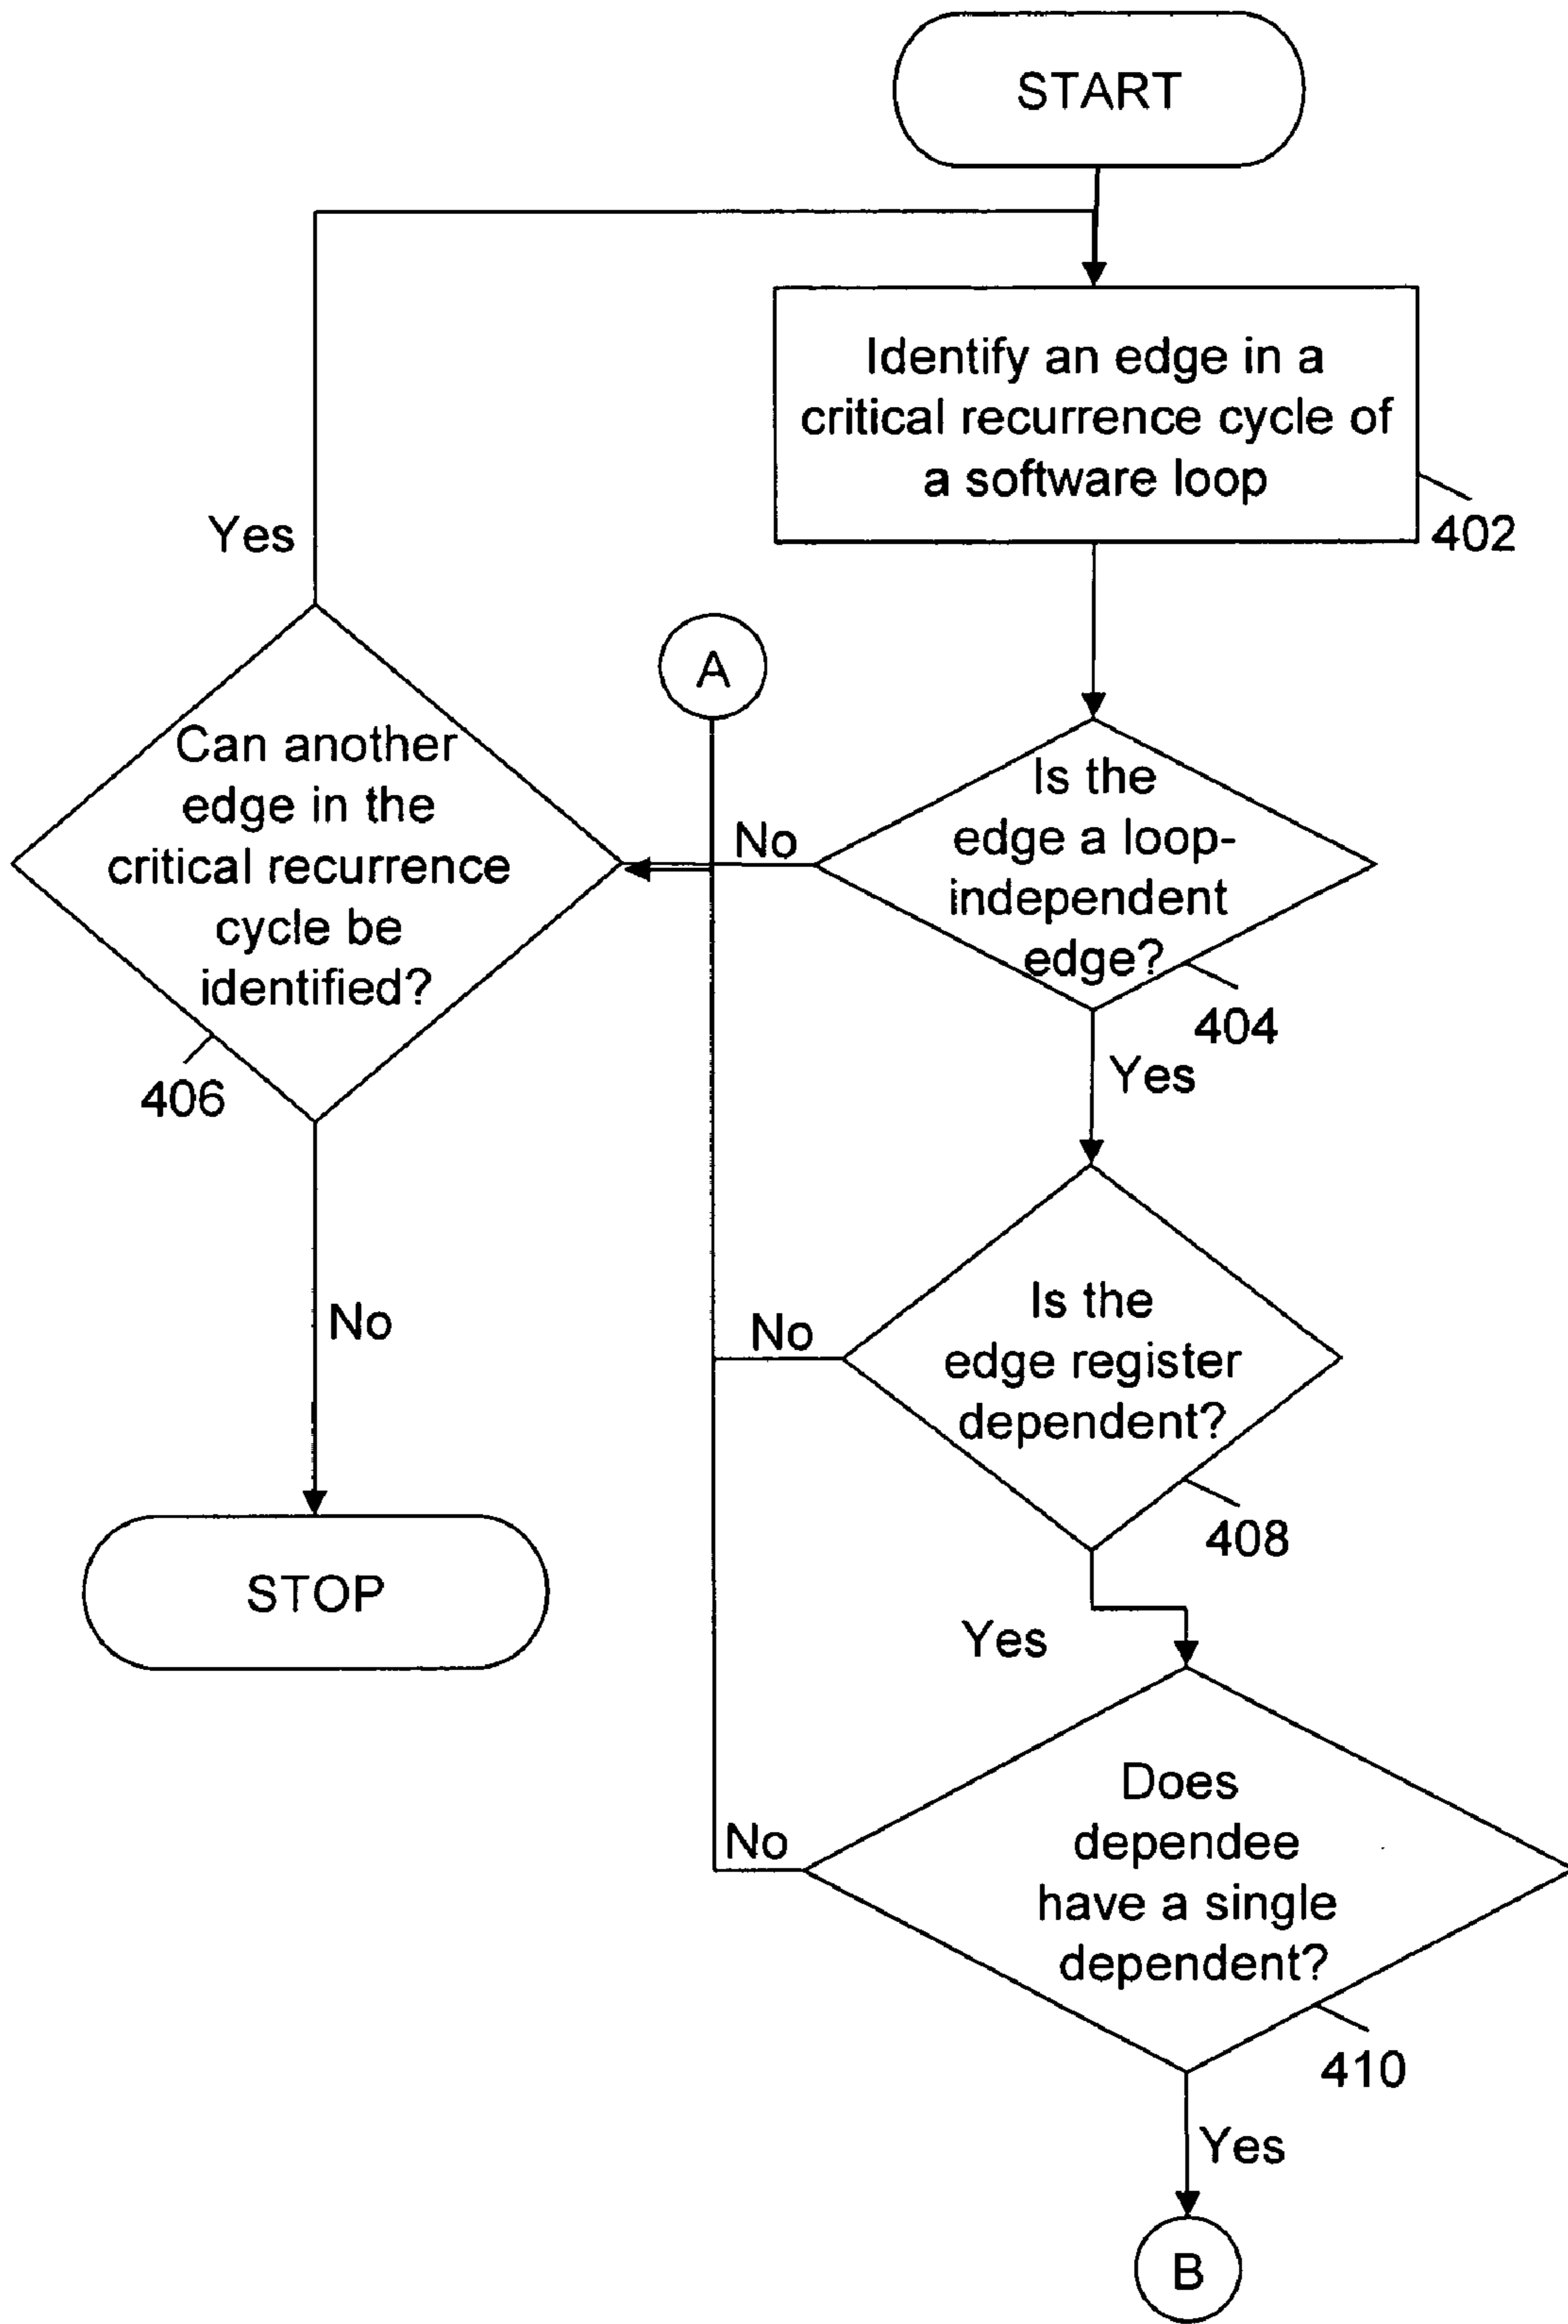 START
Identify an edge in a
critical recurrence cycle of
a software loop
402
Yes
A
Can another
edge in the
critical recurrence
cycle be
identified?
406
No
Is the
edge a loop-
independent
edge?
404
Yes
No
Is the
edge register
dependent?
408
No
STOP
Yes
Does
dependee
have a single
dependent?
410
No
Yes
B